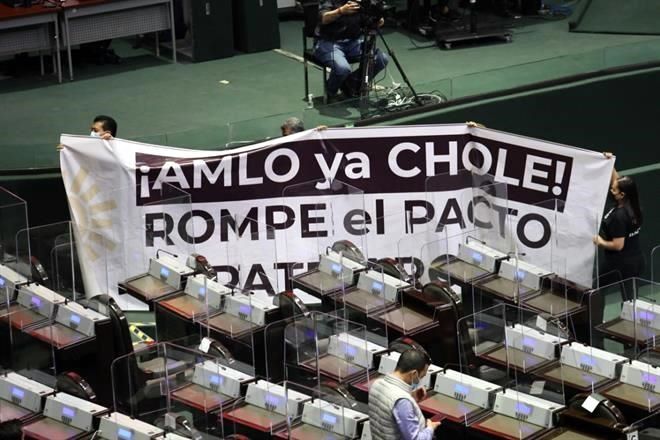 ¡AMLO ya CHOLE!
ROMPE el PACTO